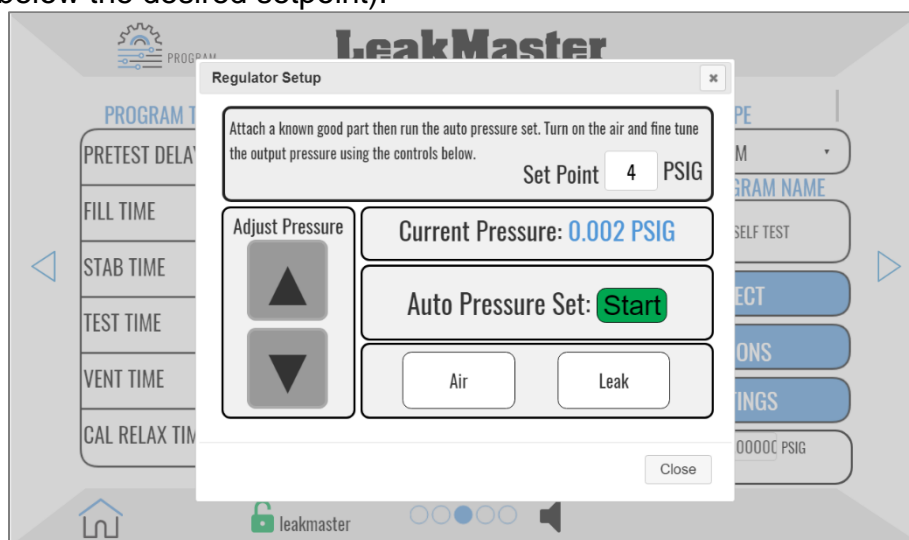 below the desired setpoint).
LeakMaster
PROGRAM
Regulator Setup
Attach a known good part then run the auto pressure set. Turn on the air and fine tune
the output pressure using the controls below.
Set Point 4 PSIG
Adjust Pressure
Current Pressure: 0.002 PSIG
Auto Pressure Set: Start
Air Leak
Close
PROGRAM T
PRETEST DELAY
FILL TIME
STAB TIME
TEST TIME
VENT TIME
CAL RELAX TIM
PE
M
GRAM NAME
SELF TEST
ECT
ONS
TINGS
00000 PSIG
leakmaster